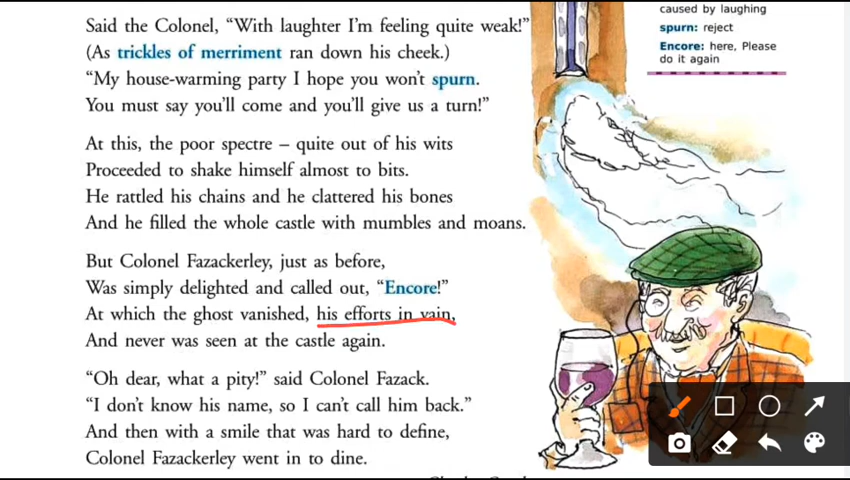 Said the Colonel, “With laughter I’m feeling quite weak!”
(As trickles of merriment ran down his cheek.)
“My house-warming party I hope you won’t spurn.
You must say you’ll come and you’ll give us a turn!”
At this, the poor spectre – quite out of his wits
Proceeded to shake himself almost to bits.
He rattled his chains and he clattered his bones
And he filled the whole castle with mumbles and moans.
But Colonel Fazackerley, just as before,
Was simply delighted and called out, “Encore!”
At which the ghost vanished, his efforts in vain,
And never was seen at the castle again.
“Oh dear, what a pity!” said Colonel Fazack.
“I don’t know his name, so I can’t call him back.”
And then with a smile that was hard to define,
Colonel Fazackerley went in to dine.
caused by laughing
spurn: reject
Encore: here, Please
do it again